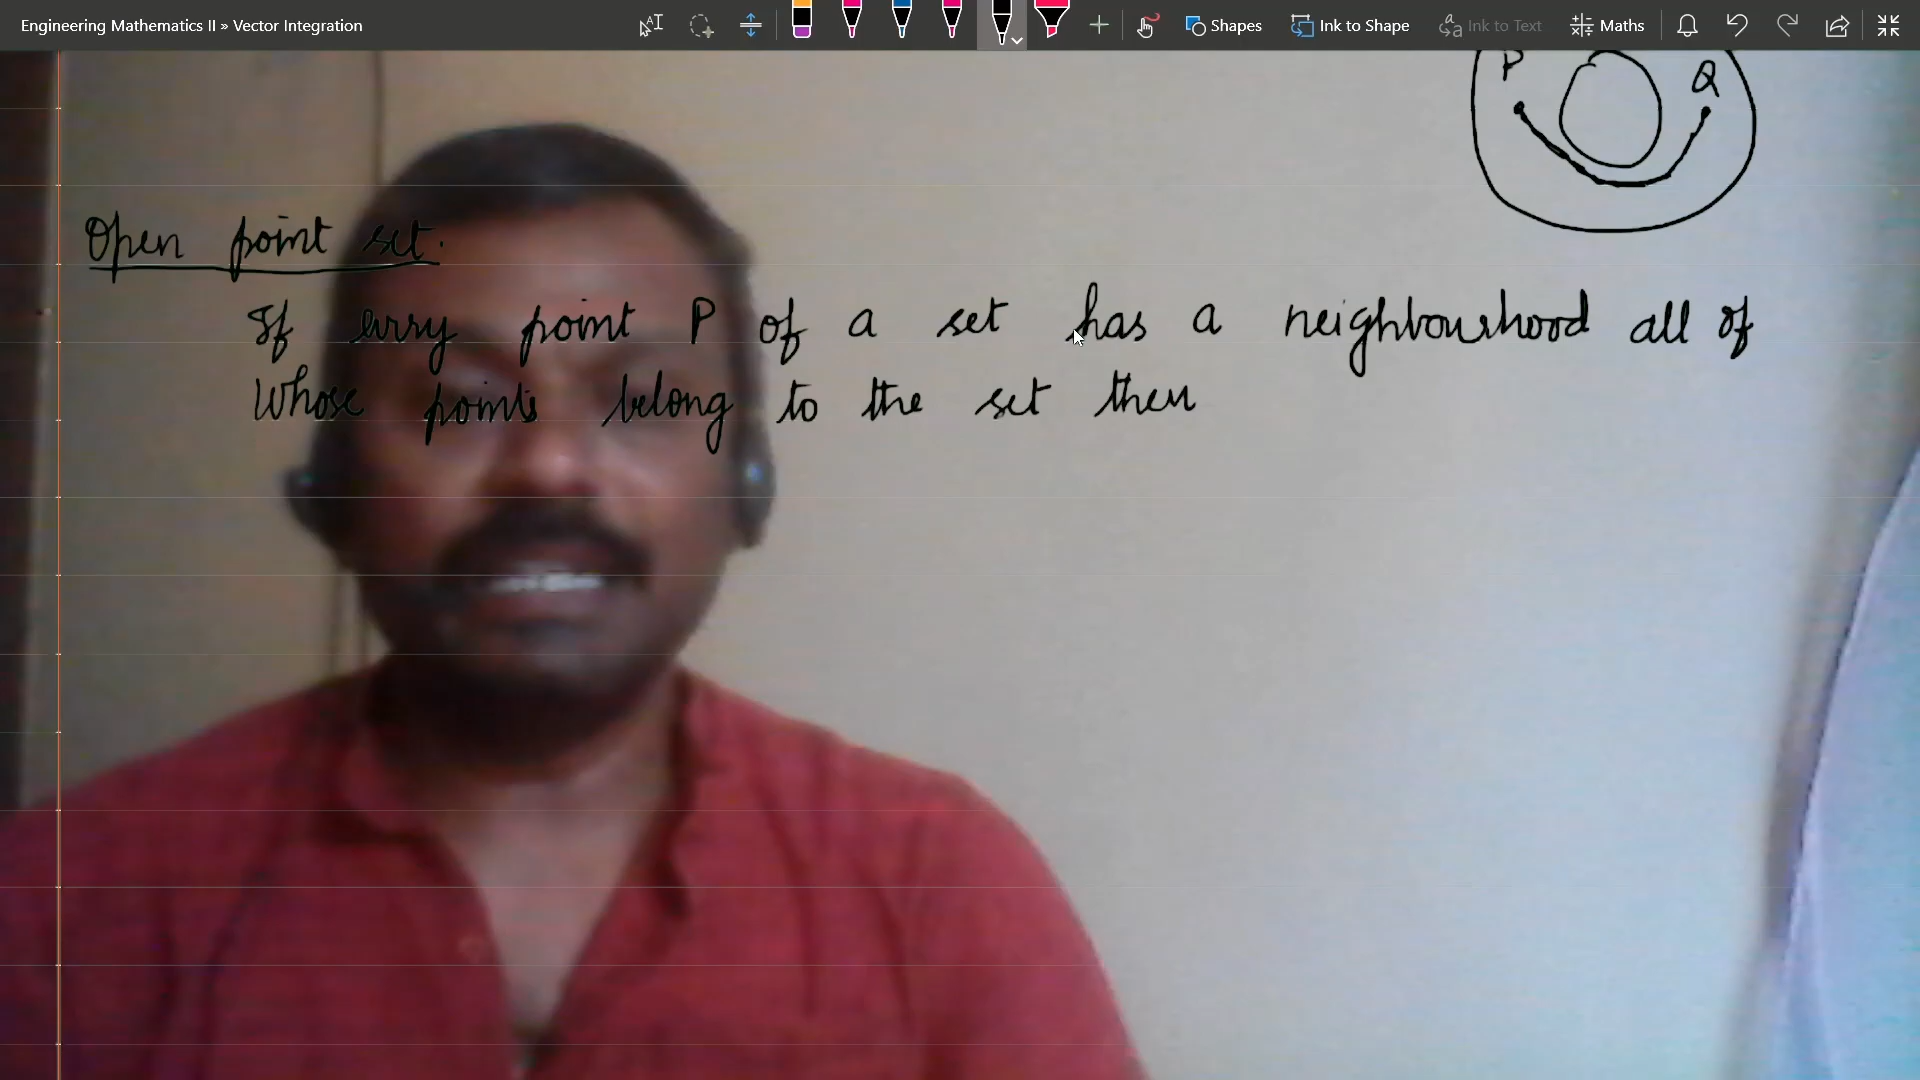 Engineering Mathematics II » Vector Integration
Shapes
Ink to Shape
Ink to Text
Maths
P
Q
Open point set.
If every point P of a set has a neighbourhood all of
whose points belong to the set then